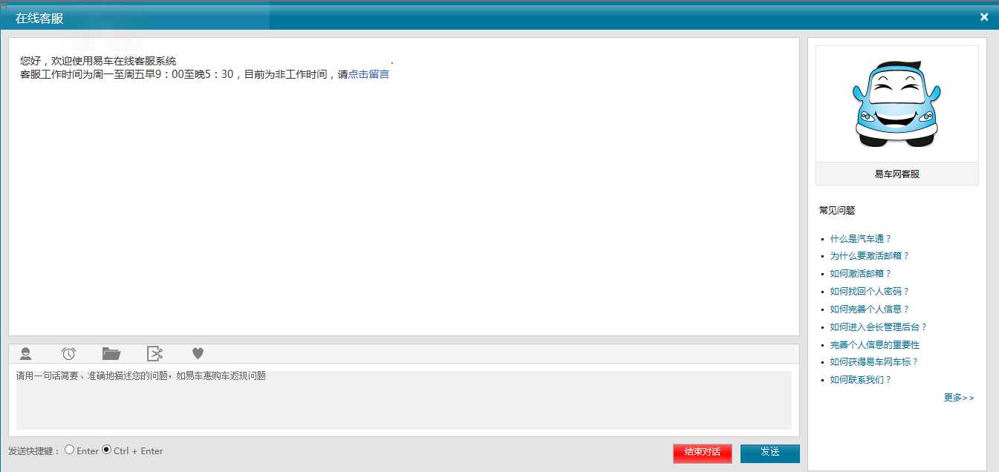 在线客服
您好，欢迎使用易车在线客服系统
客服工作时间为周一至周五早9：00至晚5：30，目前为非工作时间，请点击留言
易车网客服
常见问题
什么是汽车通？
为什么要激活邮箱？
如何激活邮箱？
如何找回个人密码？
如何完善个人信息？
如何进入会长管理后台？
完善个人信息的重要性
如何获得易车网车标？
如何联系我们？
更多>>
请用一句话简要、准确地描述您的问题，如易车惠购车返现问题
发送快捷键： Enter Ctrl + Enter
结束对话
发送